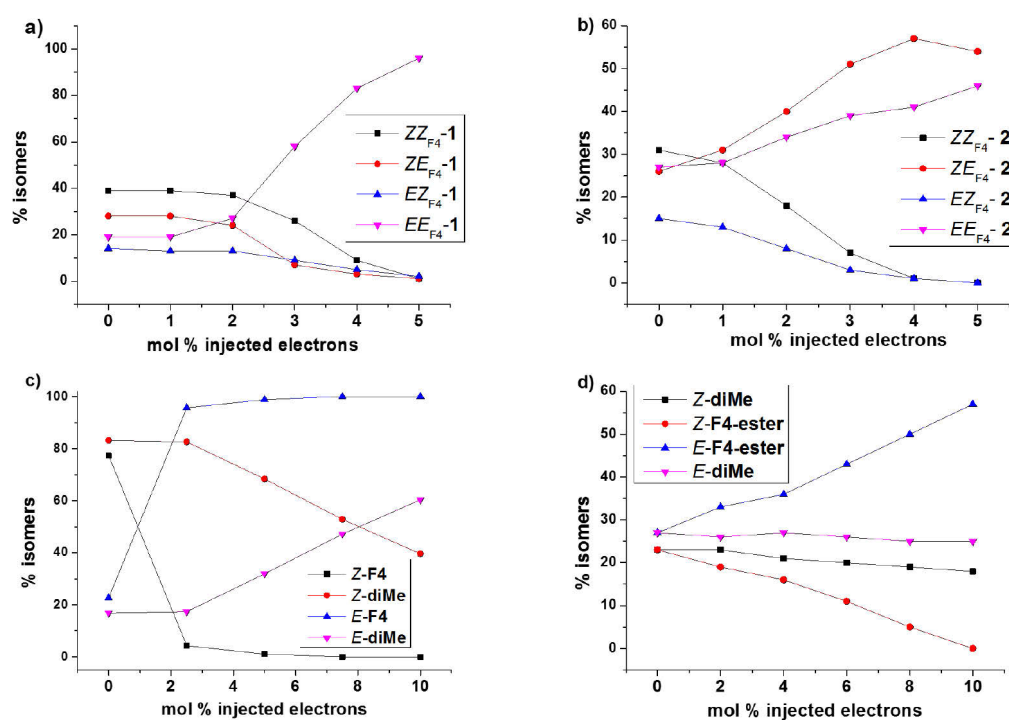 a)
% isomers
100
80
60
40
20
0
ZZF4-1
ZEF4-1
EZF4-1
EEF4-1
0 1 2 3 4 5
mol % injected electrons
b)
% isomers
60
50
40
30
20
10
0
ZZF4- 2
ZEF4- 2
EZF4- 2
EEF4- 2
0 1 2 3 4 5
mol % injected electrons
c)
% isomers
100
80
60
40
20
0
Z-F4
Z-diMe
E-F4
E-diMe
0 2 4 6 8 10
mol % injected electrons
d)
% isomers
60
50
40
30
20
10
0
Z-diMe
Z-F4-ester
E-F4-ester
E-diMe
0 2 4 6 8 10
mol % injected electrons